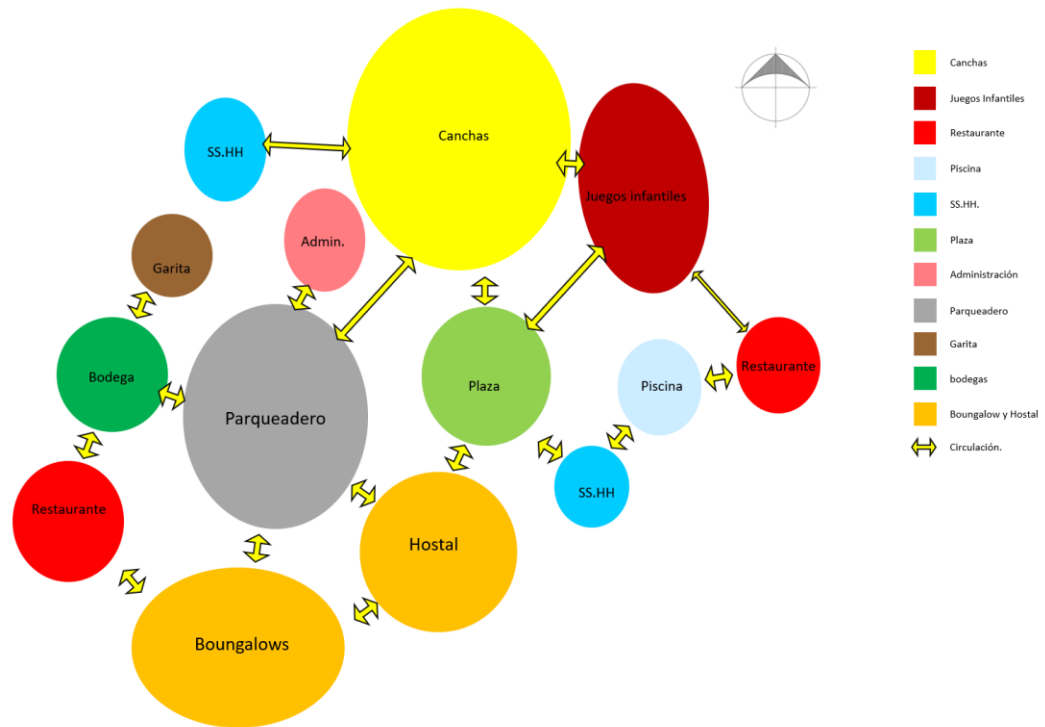 Canchas
SS.HH
Juegos infantiles
Admin.
Garita
Restaurante
Bodega
Plaza
Piscina
Parqueadero
SS.HH
Restaurante
Hostal
Boungalows
Canchas
Juegos Infantiles
Restaurante
Piscina
SS.HH.
Plaza
Administración
Parqueadero
Garita
bodegas
Boungalow y Hostal
Circulación.